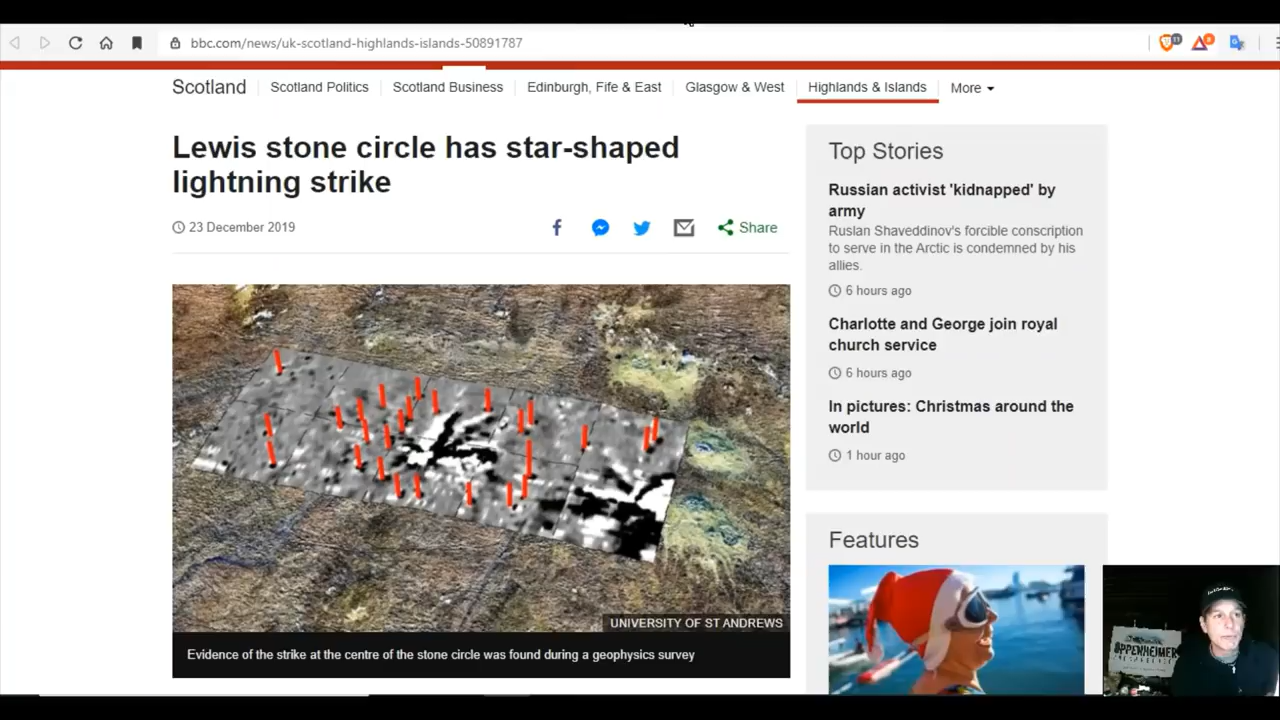 bbc.com/news/uk-scotland-highlands-islands-50891787
11
8
Scotland
Scotland Politics
Scotland Business
Edinburgh, Fife & East
Glasgow & West
Highlands & Islands
More
Lewis stone circle has star-shaped
lightning strike
23 December 2019
Share
UNIVERSITY OF ST ANDREWS
Evidence of the strike at the centre of the stone circle was found during a geophysics survey
Top Stories
Russian activist 'kidnapped' by
army
Ruslan Shaveddinov's forcible conscription
to serve in the Arctic is condemned by his
allies.
6 hours ago
Charlotte and George join royal
church service
6 hours ago
In pictures: Christmas around the
world
1 hour ago
Features
OPPENHEIMER